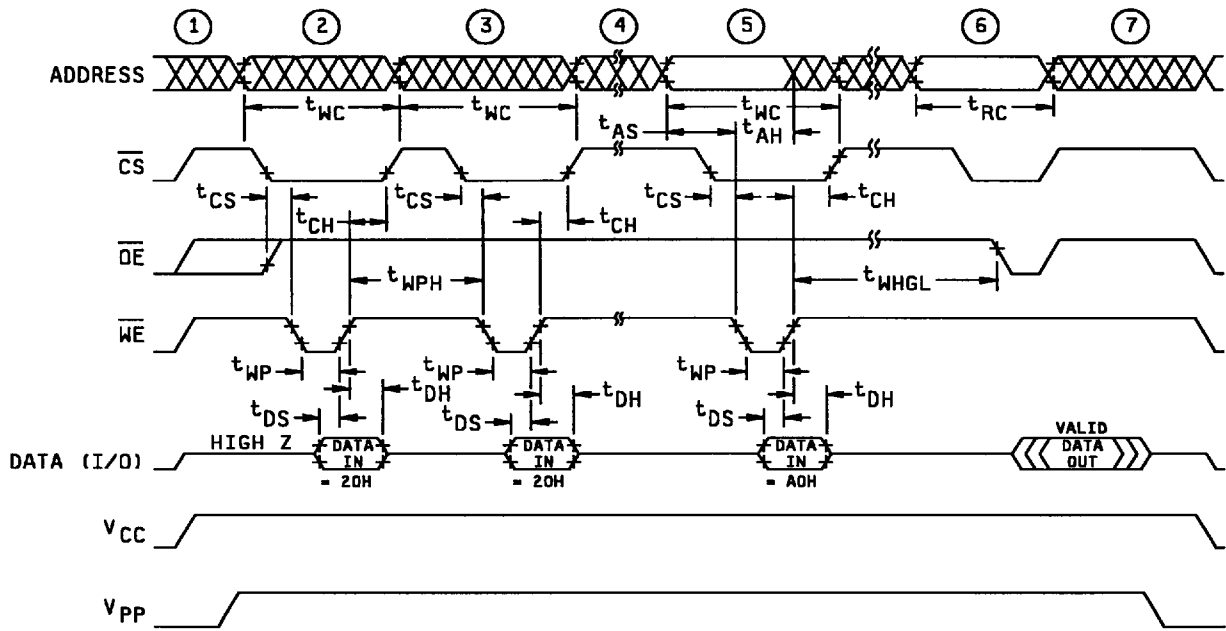 1 2 3 4 5 6 7
ADDRESS
tWC tWC tWC tRC
tAS tAH
CS
tCS tCH tCS tCH tCS tCH
OE
tWPH tWHGL
WE
tWP tWP tWP
tDH tDH tDH
tDS tDS tDS
DATA (I/O)
HIGH Z
DATA IN = 20H
DATA IN = 20H
DATA IN = A0H
VALID
DATA OUT
VCC
VPP